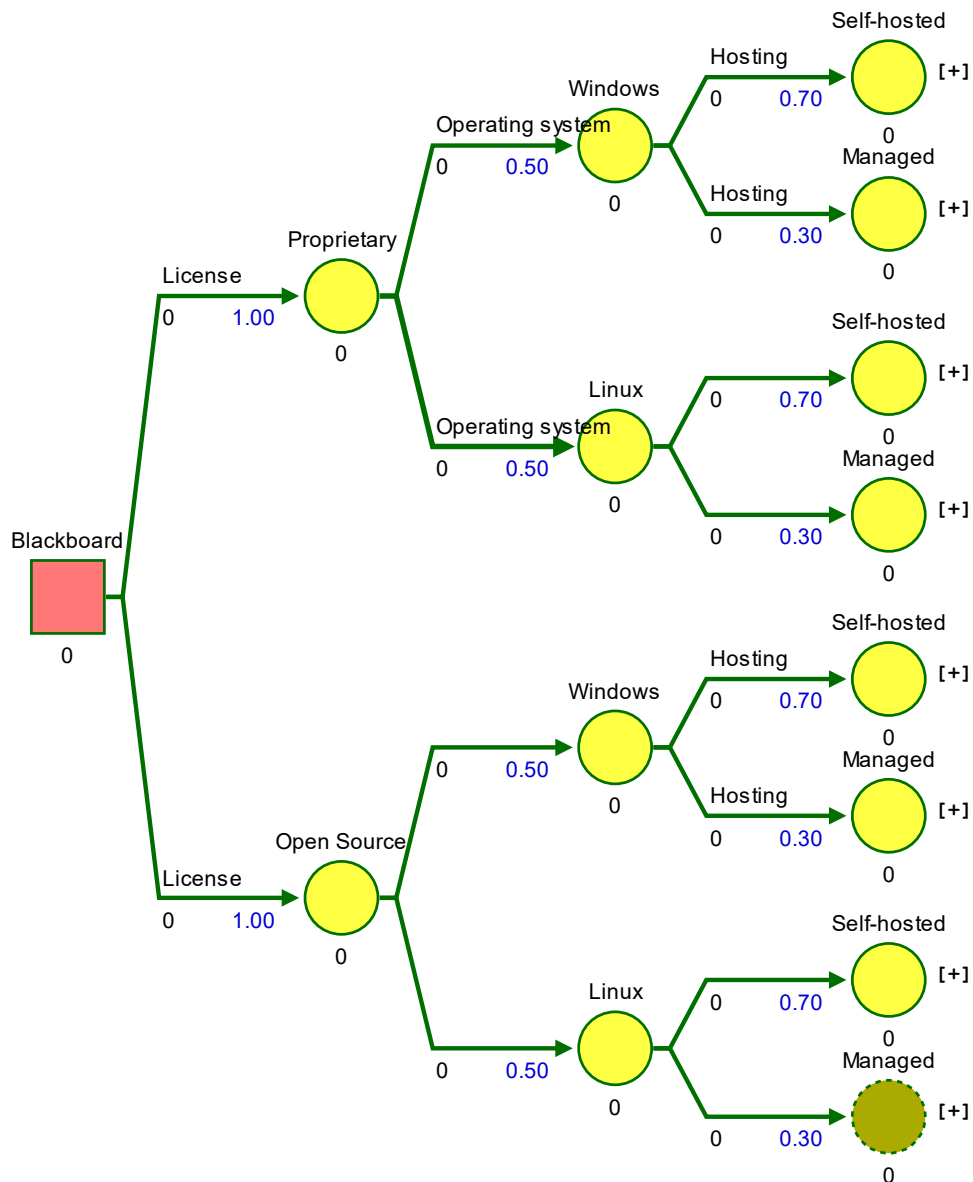 Self-hosted
Hosting
0 0.70
[+]
0
Windows
Operating system
0 0.50
0
Managed
Hosting
0 0.30
[+]
0
Proprietary
License
0 1.00
0
Self-hosted
0 0.70
[+]
0
Linux
Operating system
0 0.50
0
Managed
0 0.30
[+]
0
Blackboard
0
Self-hosted
Hosting
0 0.70
[+]
0
Windows
0 0.50
0
Managed
Hosting
0 0.30
[+]
0
Open Source
License
0 1.00
0
Self-hosted
0 0.70
[+]
0
Linux
0 0.50
0
Managed
0 0.30
[+]
0